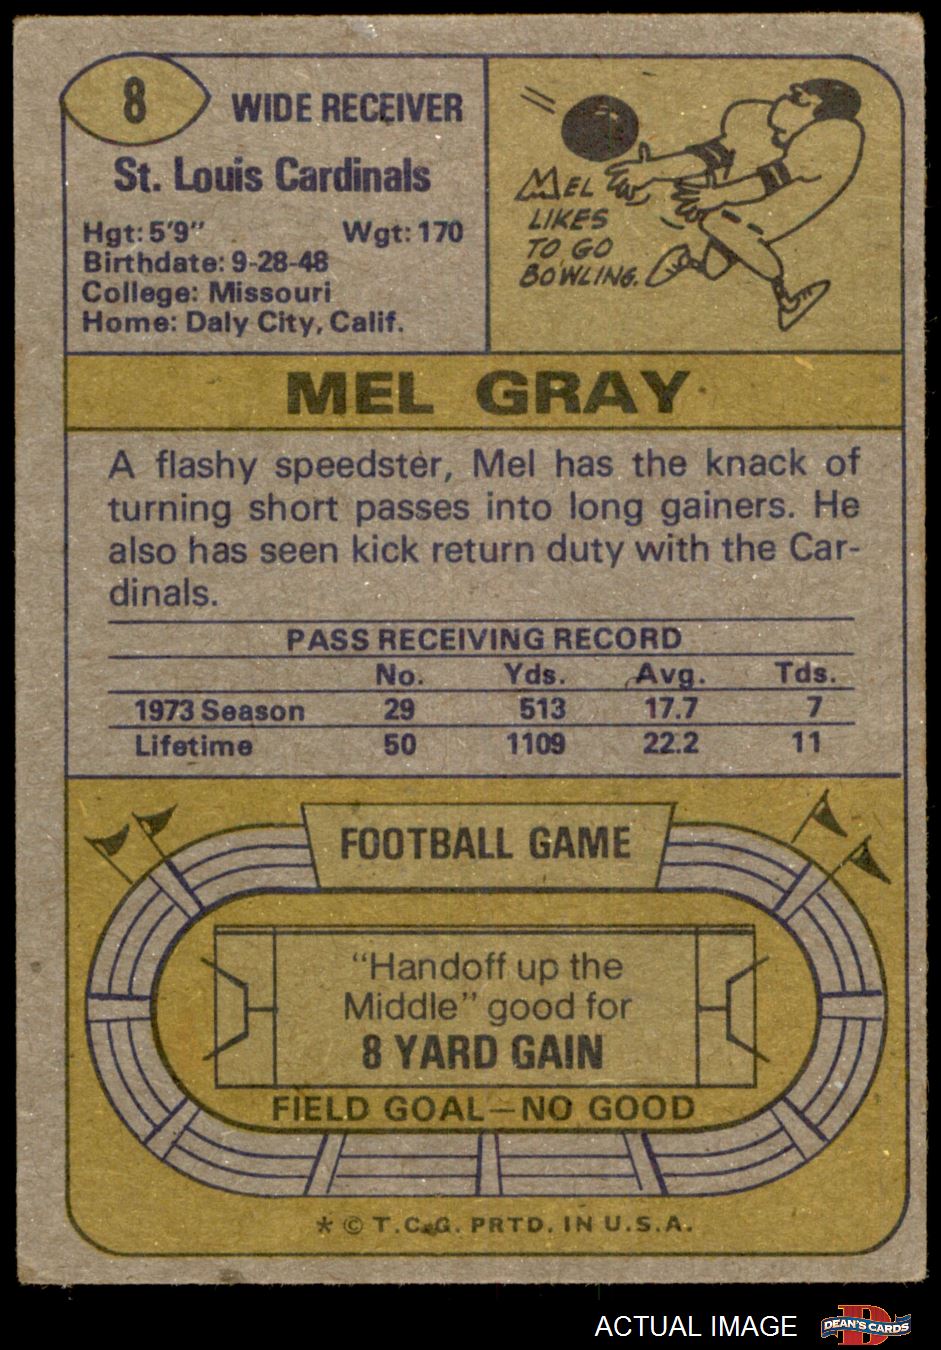 8
WIDE RECEIVER
St. Louis Cardinals
Hgt: 5'9" Wgt: 170
Birthdate: 9-28-48
College: Missouri
Home: Daly City, Calif.
MEL
LIKES
TO GO
BOWLING.
MEL GRAY
A flashy speedster, Mel has the knack of
turning short passes into long gainers. He
also has seen kick return duty with the Car-
dinals.
PASS RECEIVING RECORD
No. Yds. Avg. Tds.
1973 Season 29 513 17.7 7
Lifetime 50 1109 22.2 11
FOOTBALL GAME
"Handoff up the
Middle" good for
8 YARD GAIN
FIELD GOAL—NO GOOD
* © T.C.G. PRTD. IN U.S.A.
ACTUAL IMAGE
DEAN'S CARDS